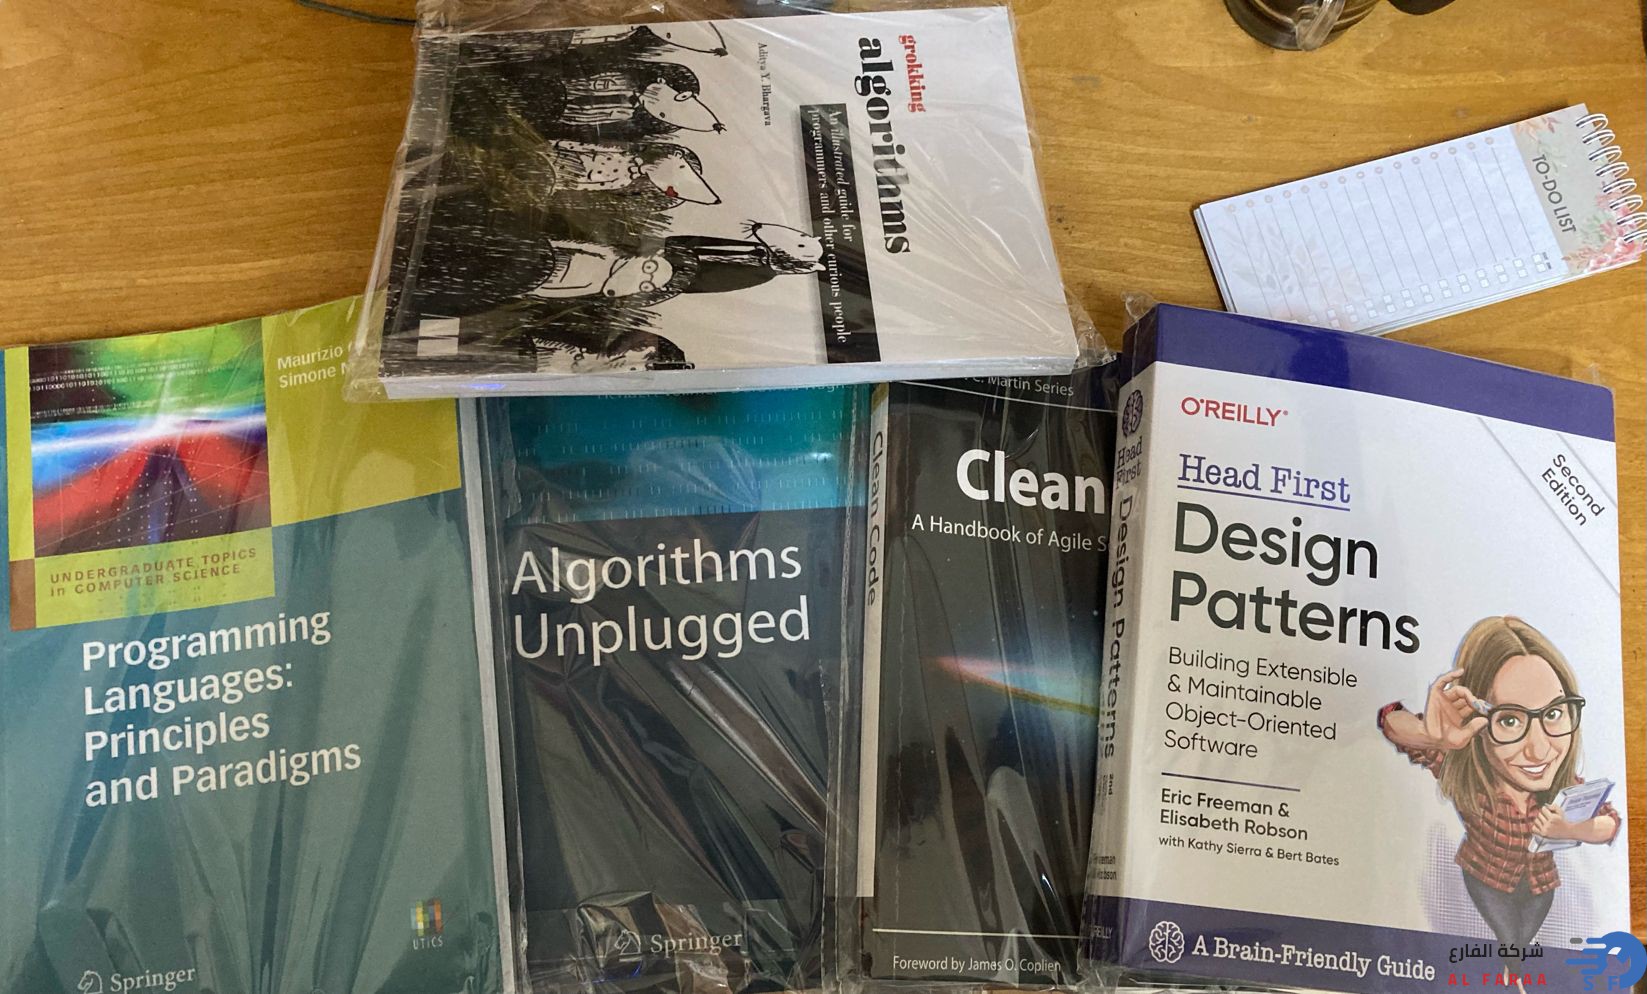 grokking
algorithms
An illustrated guide for
programmers and other curious people
Aditya Y. Bhargava
TO-DO LIST
Maurizio
Simone
UNDERGRADUATE TOPICS
in COMPUTER SCIENCE
Programming
Languages:
Principles
and Paradigms
UTiCS
Springer
Algorithms
Unplugged
Springer
Clean Code
C. Martin Series
Clean
A Handbook of Agile
Foreword by James O. Coplien
Head First
Design Patterns
2nd
O'REILLY
O'REILLY®
Second
Edition
Head First
Design
Patterns
Building Extensible
& Maintainable
Object-Oriented
Software
Eric Freeman &
Elisabeth Robson
with Kathy Sierra & Bert Bates
A Brain-Friendly Guide
شركة الفارع
AL FARAA
SF